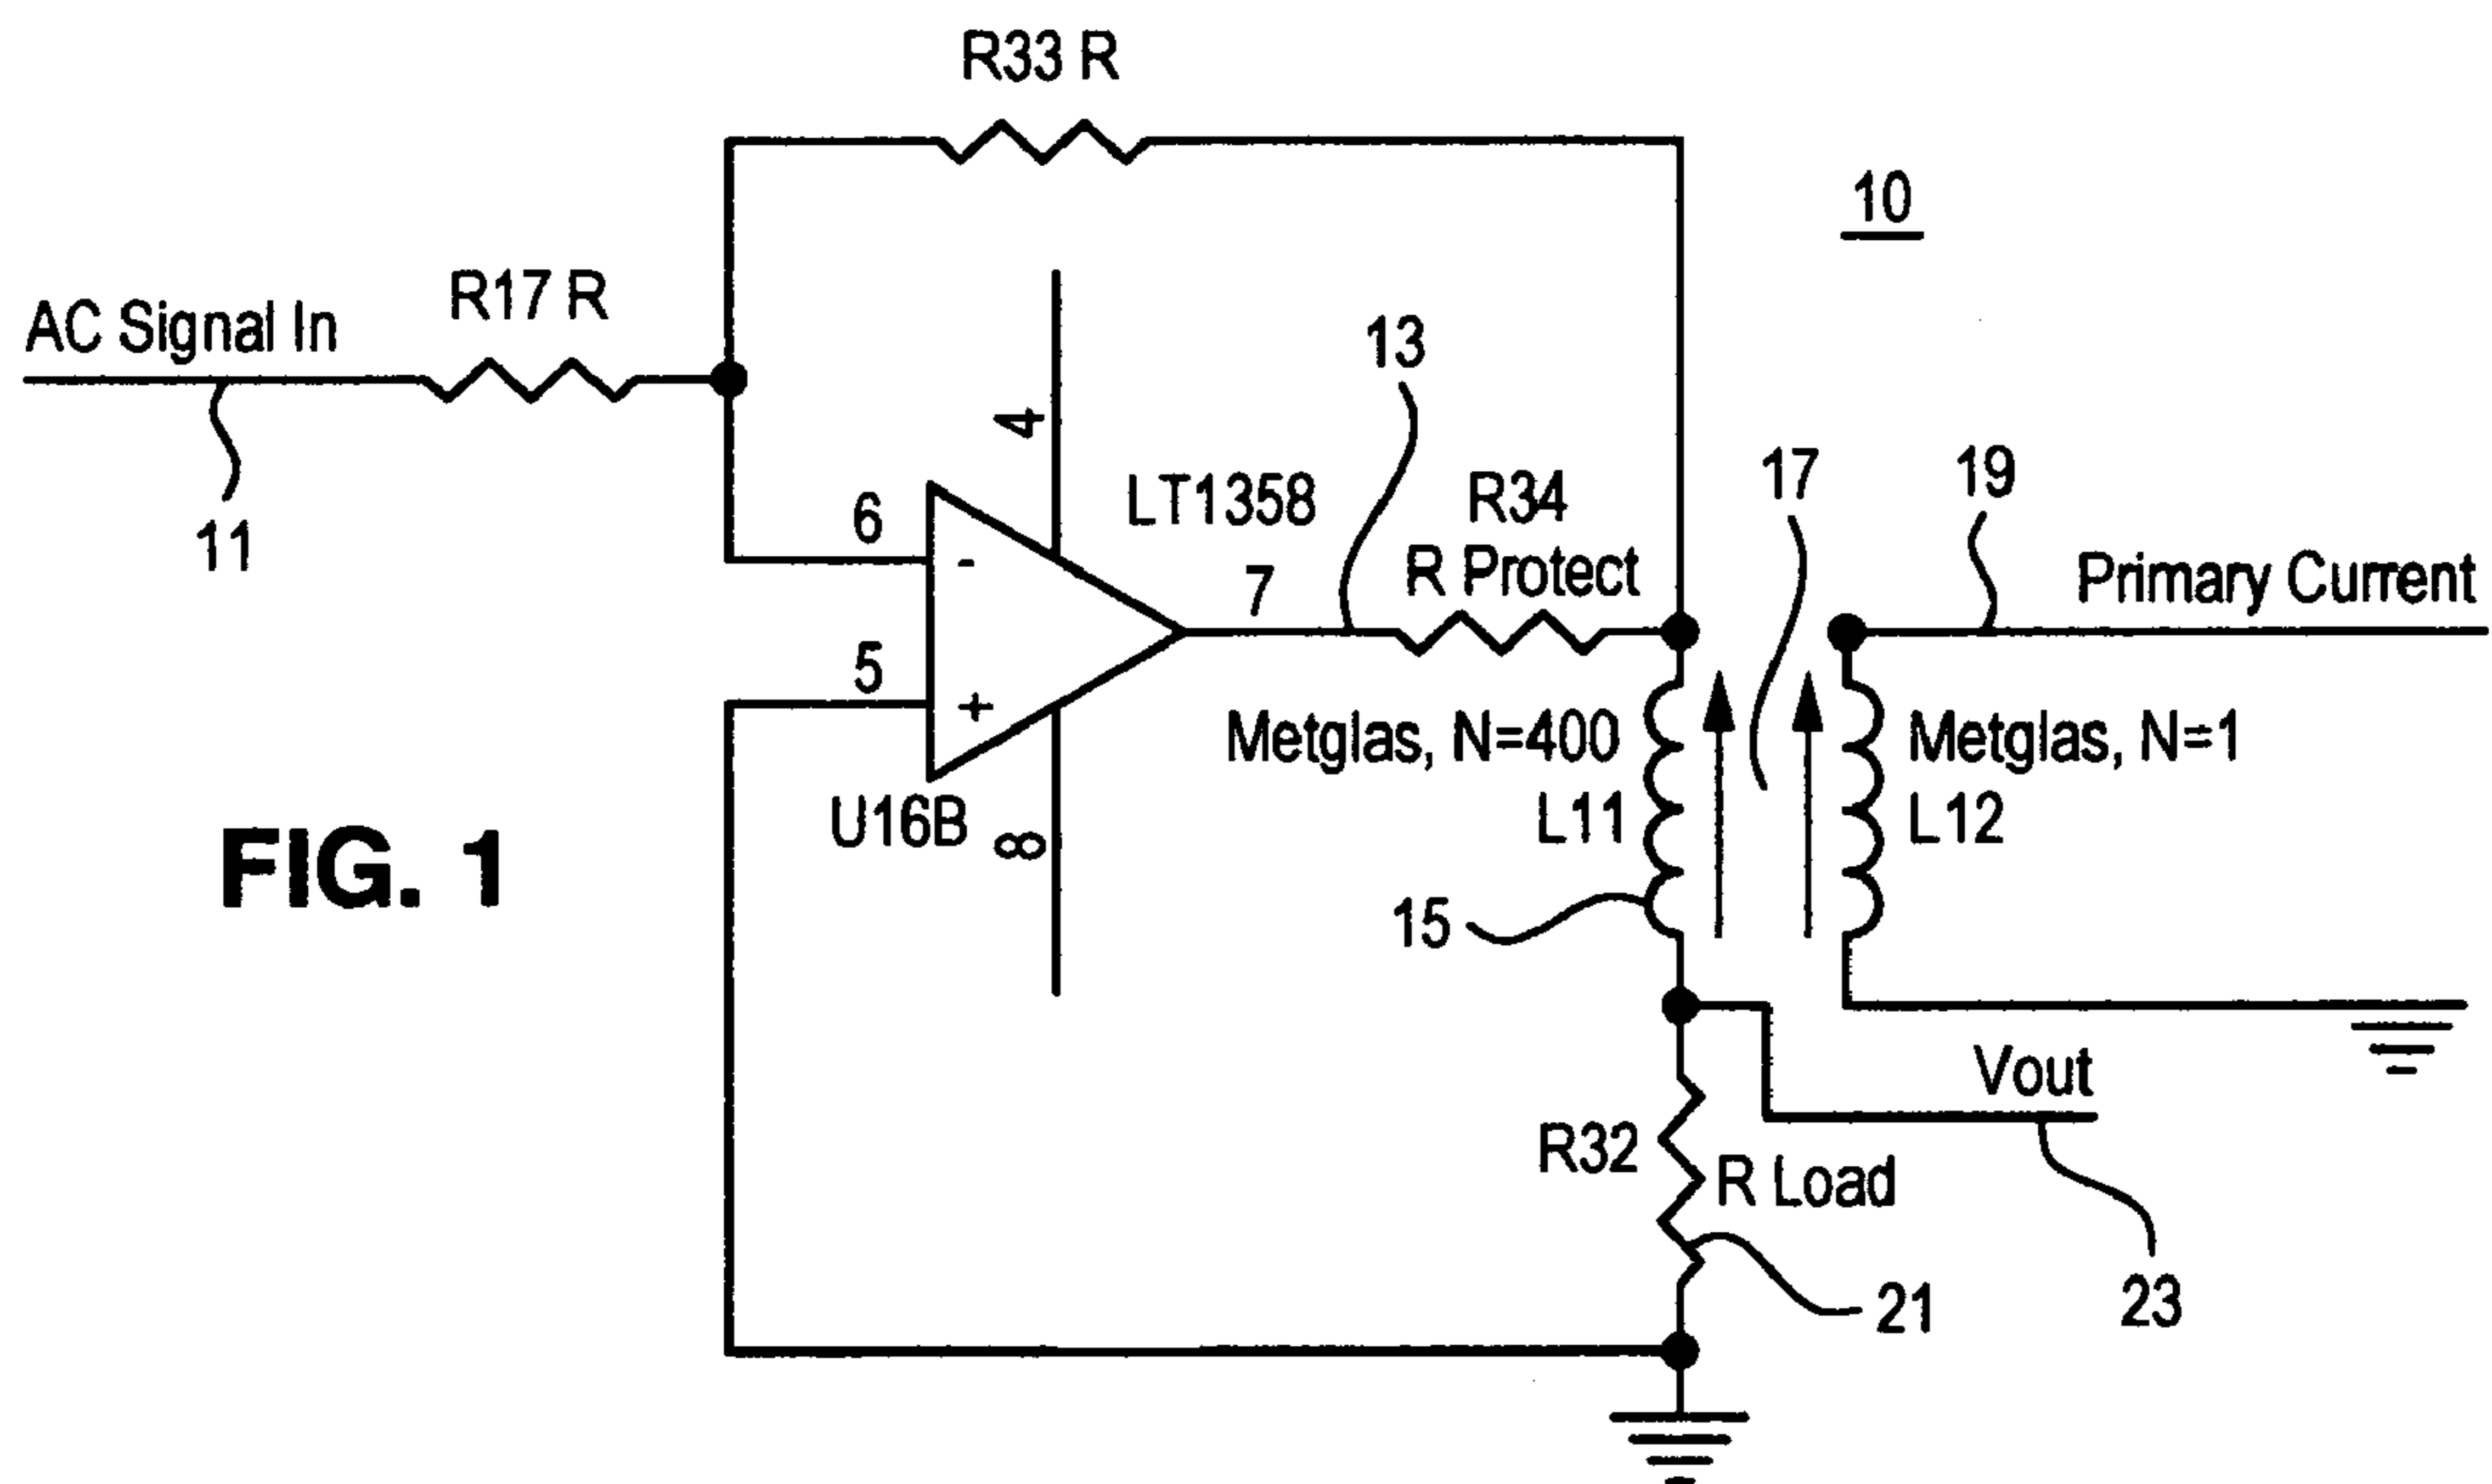 R33 R
10
AC Signal In
R17 R
11
4
13
LT1358
R34
R Protect
17
19
Primary Current
6
-
7
5
+
Metglas, N=400
Metglas, N=1
U16B
8
L11
L12
FIG. 1
15
Vout
R32
R Load
21
23